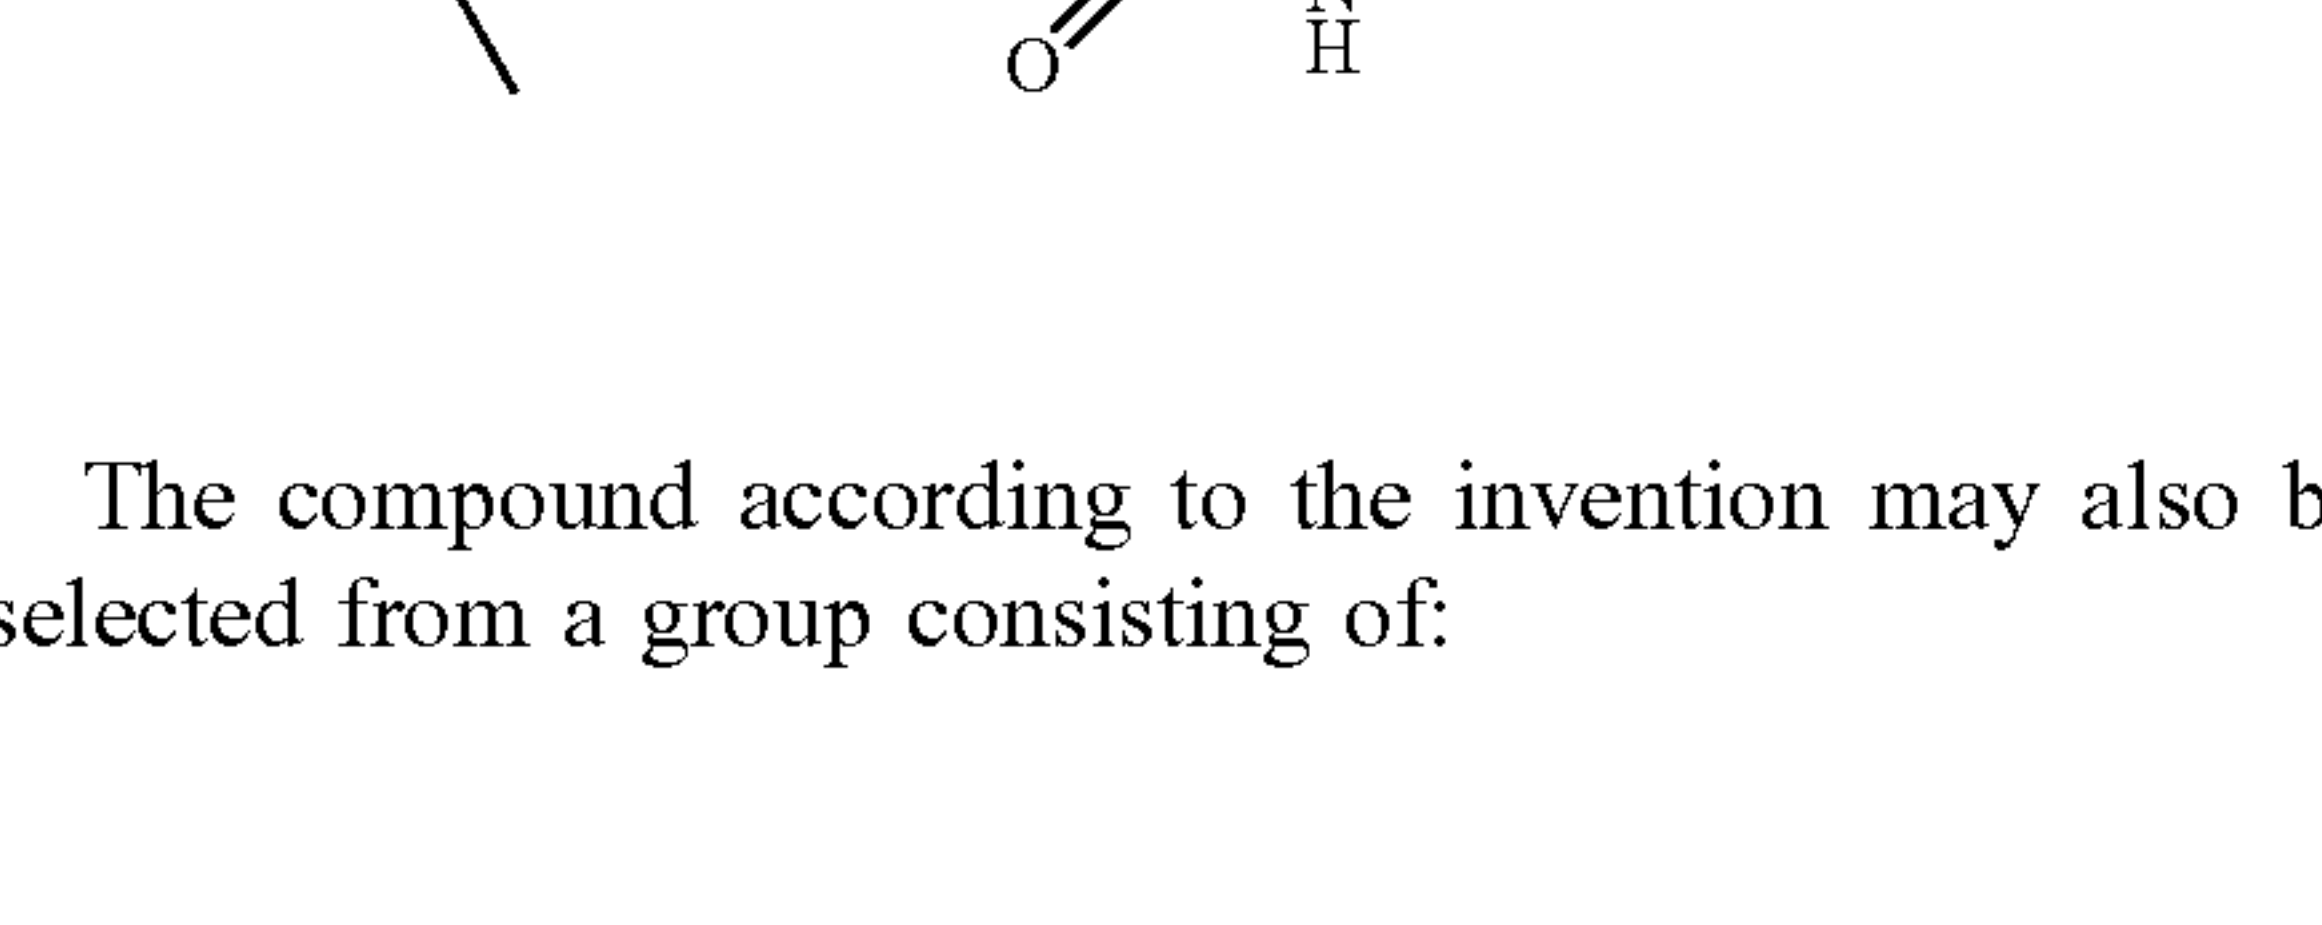 O
H
The compound according to the invention may also b
selected from a group consisting of: